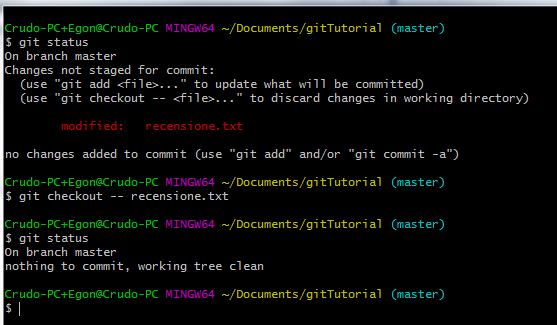 Crudo-PC+Egon@Crudo-PC MINGW64 ~/Documents/gitTutorial (master)
$ git status
On branch master
Changes not staged for commit:
  (use "git add <file>..." to update what will be committed)
  (use "git checkout -- <file>..." to discard changes in working directory)

        modified:   recensione.txt

no changes added to commit (use "git add" and/or "git commit -a")

Crudo-PC+Egon@Crudo-PC MINGW64 ~/Documents/gitTutorial (master)
$ git checkout -- recensione.txt

Crudo-PC+Egon@Crudo-PC MINGW64 ~/Documents/gitTutorial (master)
$ git status
On branch master
nothing to commit, working tree clean

Crudo-PC+Egon@Crudo-PC MINGW64 ~/Documents/gitTutorial (master)
$